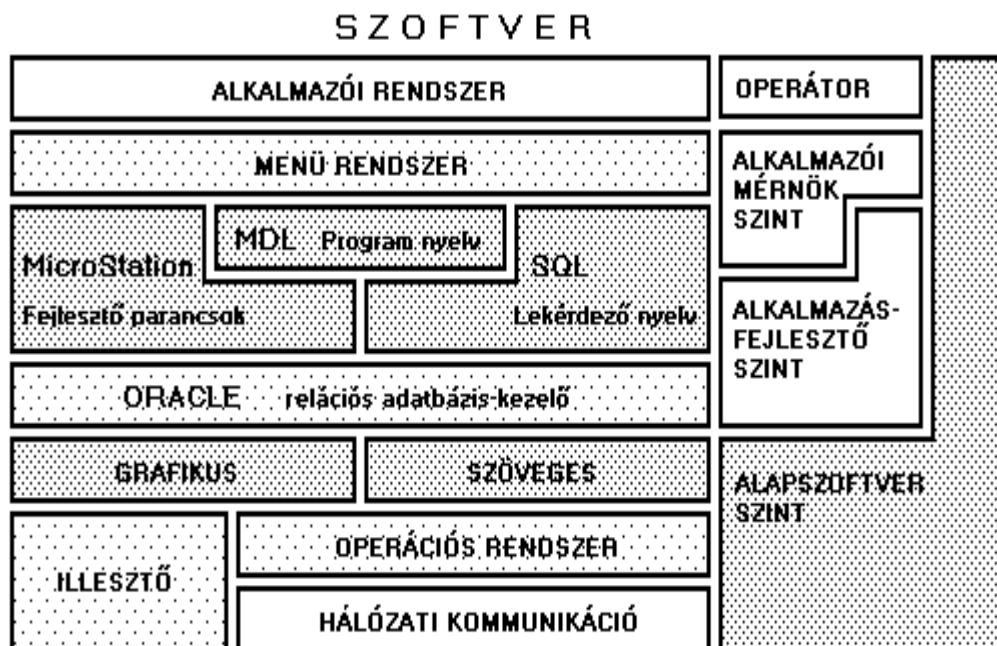 SZOFTVER
ALKALMAZÓI RENDSZER
OPERÁTOR
MENÜ RENDSZER
ALKALMAZÓI
MÉRNÖK
SZINT
MDL Program nyelv
MicroStation
SQL
Fejlesztő parancsok
Lekérdező nyelv
ALKALMAZÁS-
FEJLESZTŐ
SZINT
ORACLE relációs adatbázis-kezelő
GRAFIKUS
SZÖVEGES
ALAPSZOFTVER
SZINT
OPERÁCIÓS RENDSZER
ILLESZTŐ
HÁLÓZATI KOMMUNIKÁCIÓ